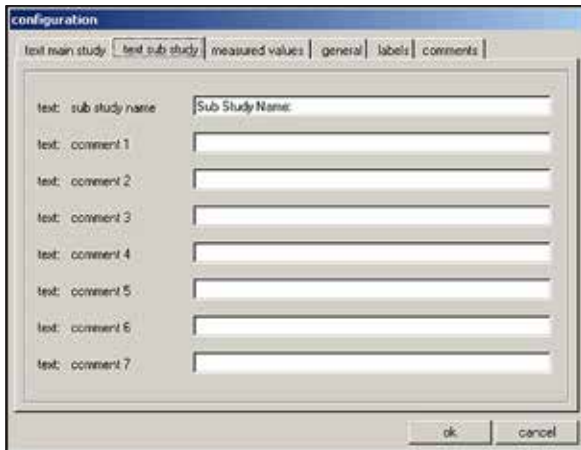 configuration
text main study text sub study measured values general labels comments
text: sub study name Sub Study Name:
text: comment 1
text: comment 2
text: comment 3
text: comment 4
text: comment 5
text: comment 6
text: comment 7
ok cancel